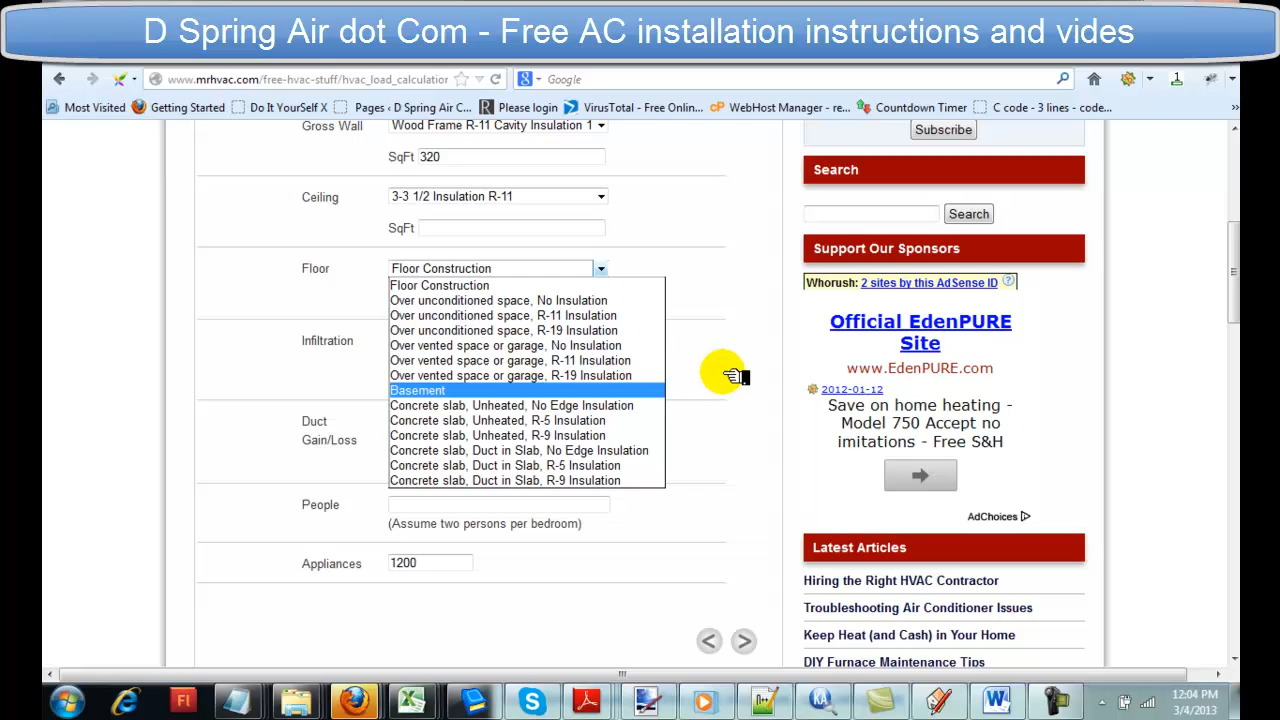 D Spring Air dot Com - Free AC installation instructions and vides
www.mrhvac.com/free-hvac-stuff/hvac_load_calculation
Google
Most Visited Getting Started Do It YourSelf X Pages ‹ D Spring Air C... Please login VirusTotal - Free Onlin... WebHost Manager - re... Countdown Timer C code - 3 lines - cod...
Gross Wall Wood Frame R-11 Cavity Insulation 1
SqFt 320
Ceiling 3-3 1/2 Insulation R-11
SqFt
Floor Floor Construction
Floor Construction
Over unconditioned space, No Insulation
Over unconditioned space, R-11 Insulation
Over unconditioned space, R-19 Insulation
Over vented space or garage, No Insulation
Over vented space or garage, R-11 Insulation
Over vented space or garage, R-19 Insulation
Basement
Concrete slab, Unheated, No Edge Insulation
Concrete slab, Unheated, R-5 Insulation
Concrete slab, Unheated, R-9 Insulation
Concrete slab, Duct in Slab, No Edge Insulation
Concrete slab, Duct in Slab, R-5 Insulation
Concrete slab, Duct in Slab, R-9 Insulation
Infiltration
Duct
Gain/Loss
People
(Assume two persons per bedroom)
Appliances 1200
Subscribe
Search
Search
Support Our Sponsors
Whorush: 2 sites by this AdSense ID
Official EdenPURE
Site
www.EdenPURE.com
2012-01-12
Save on home heating -
Model 750 Accept no
imitations - Free S&H
AdChoices
Latest Articles
Hiring the Right HVAC Contractor
Troubleshooting Air Conditioner Issues
Keep Heat (and Cash) in Your Home
DIY Furnace Maintenance Tips
12:04 PM
3/4/2013